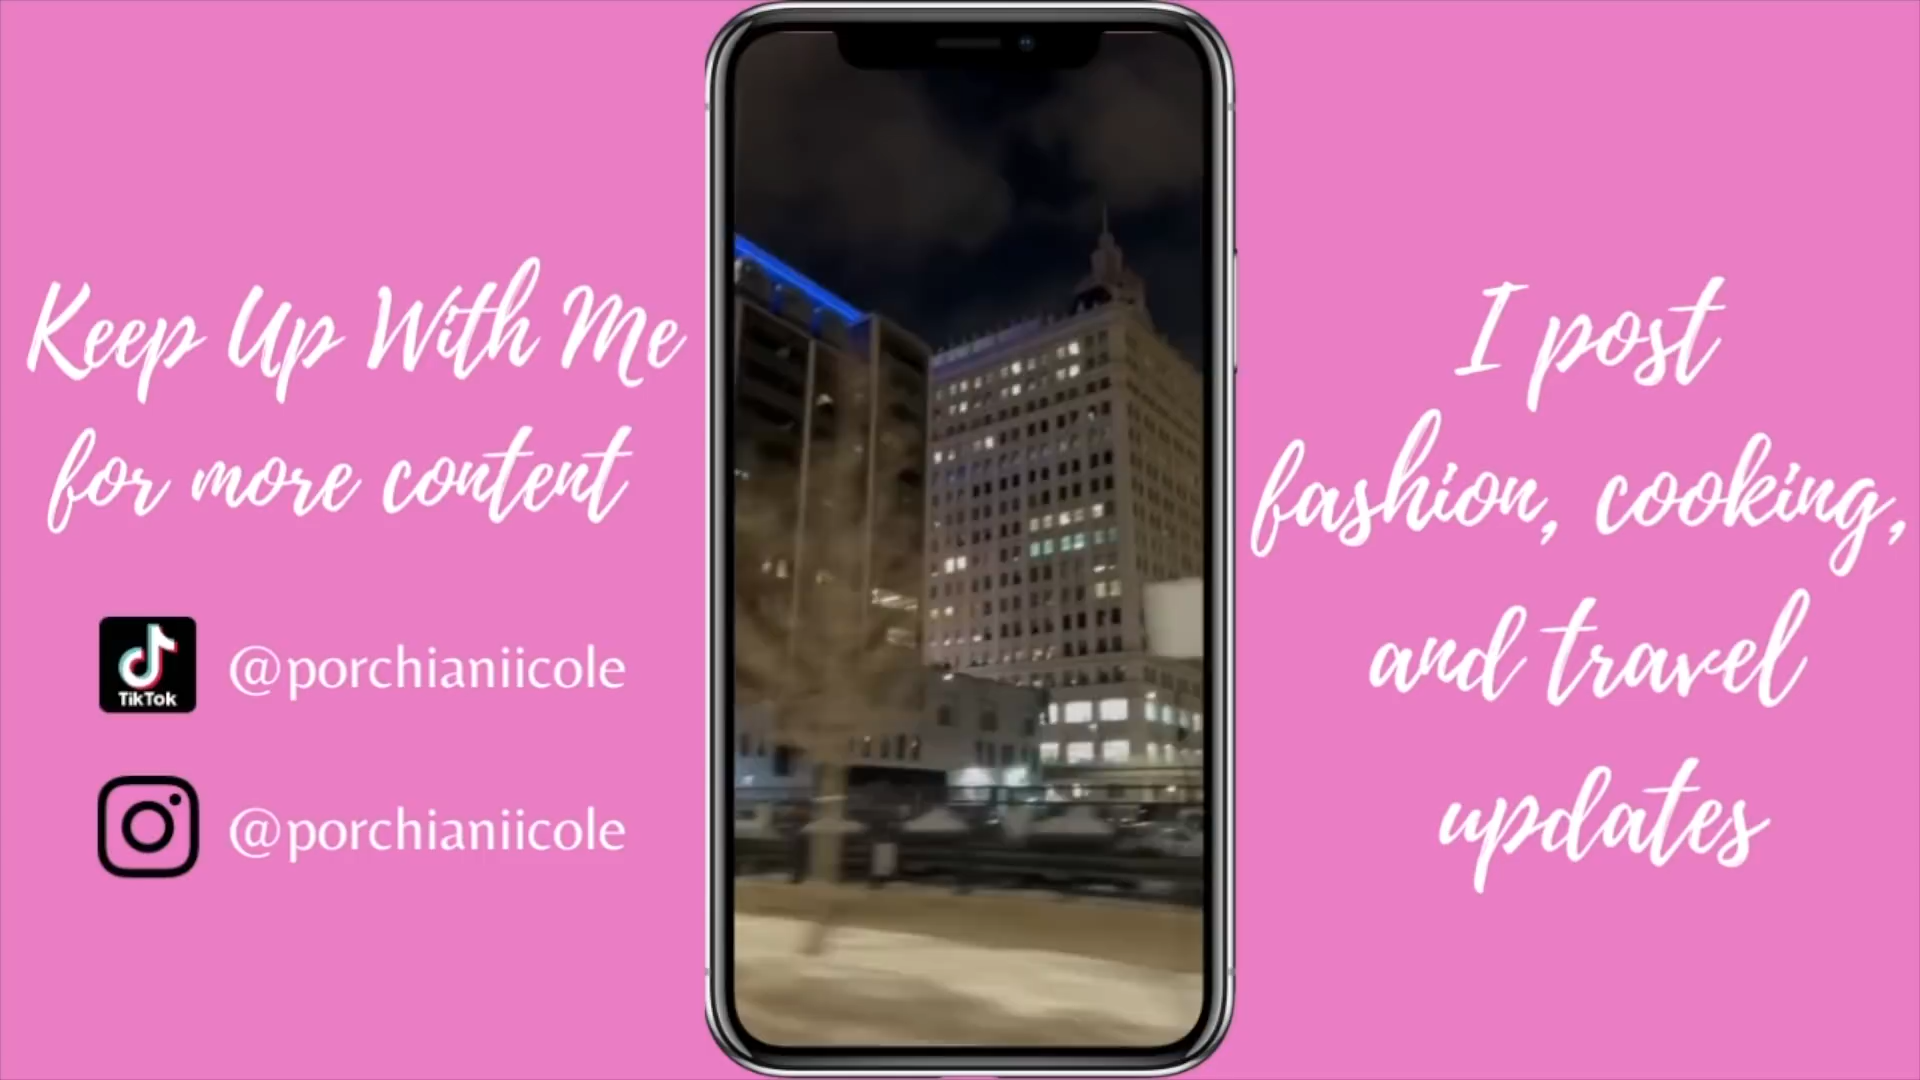 Keep Up With Me
for more content
TikTok
@porchianiicole
@porchianiicole
I post
fashion, cooking,
and travel
updates